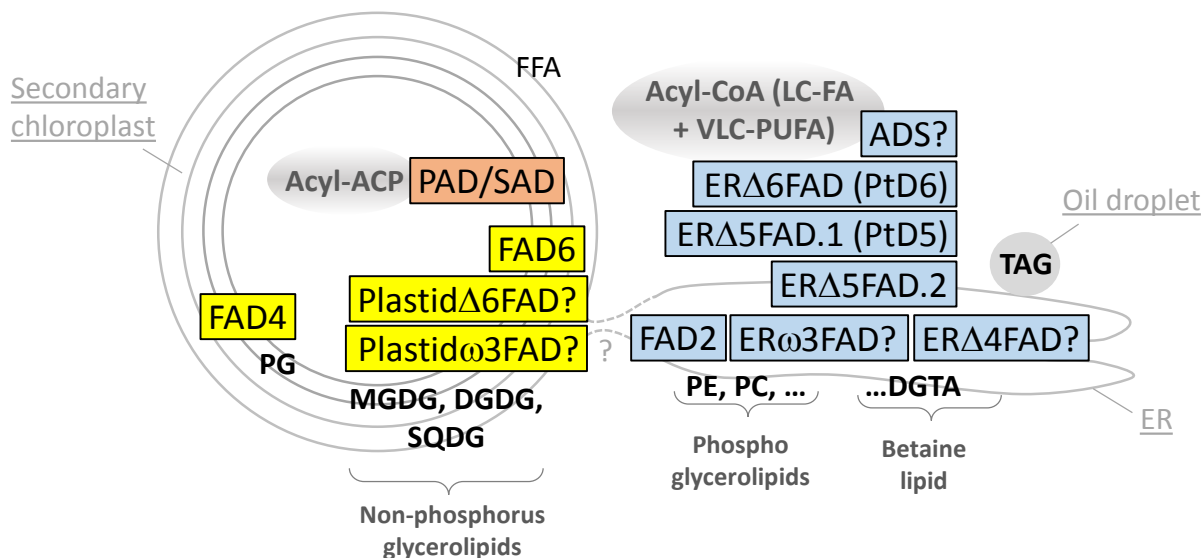 Secondary
chloroplast
FFA
Acyl-ACP
PAD/SAD
FAD6
PlastidΔ6FAD?
FAD4
Plastidω3FAD?
PG
MGDG, DGDG,
SQDG
Non-phosphorus
glycerolipids
?
Acyl-CoA (LC-FA
+ VLC-PUFA)
ADS?
ERΔ6FAD (PtD6)
ERΔ5FAD.1 (PtD5)
ERΔ5FAD.2
Oil droplet
TAG
FAD2
ERω3FAD?
ERΔ4FAD?
PE, PC, ...
...DGTA
ER
Phospho
glycerolipids
Betaine
lipid